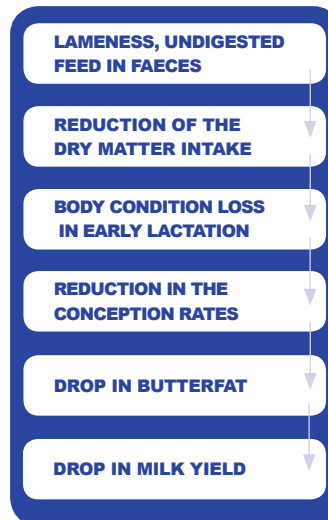 LAMENESS, UNDIGESTED
FEED IN FAECES
REDUCTION OF THE
DRY MATTER INTAKE
BODY CONDITION LOSS
IN EARLY LACTATION
REDUCTION IN THE
CONCEPTION RATES
DROP IN BUTTERFAT
DROP IN MILK YIELD